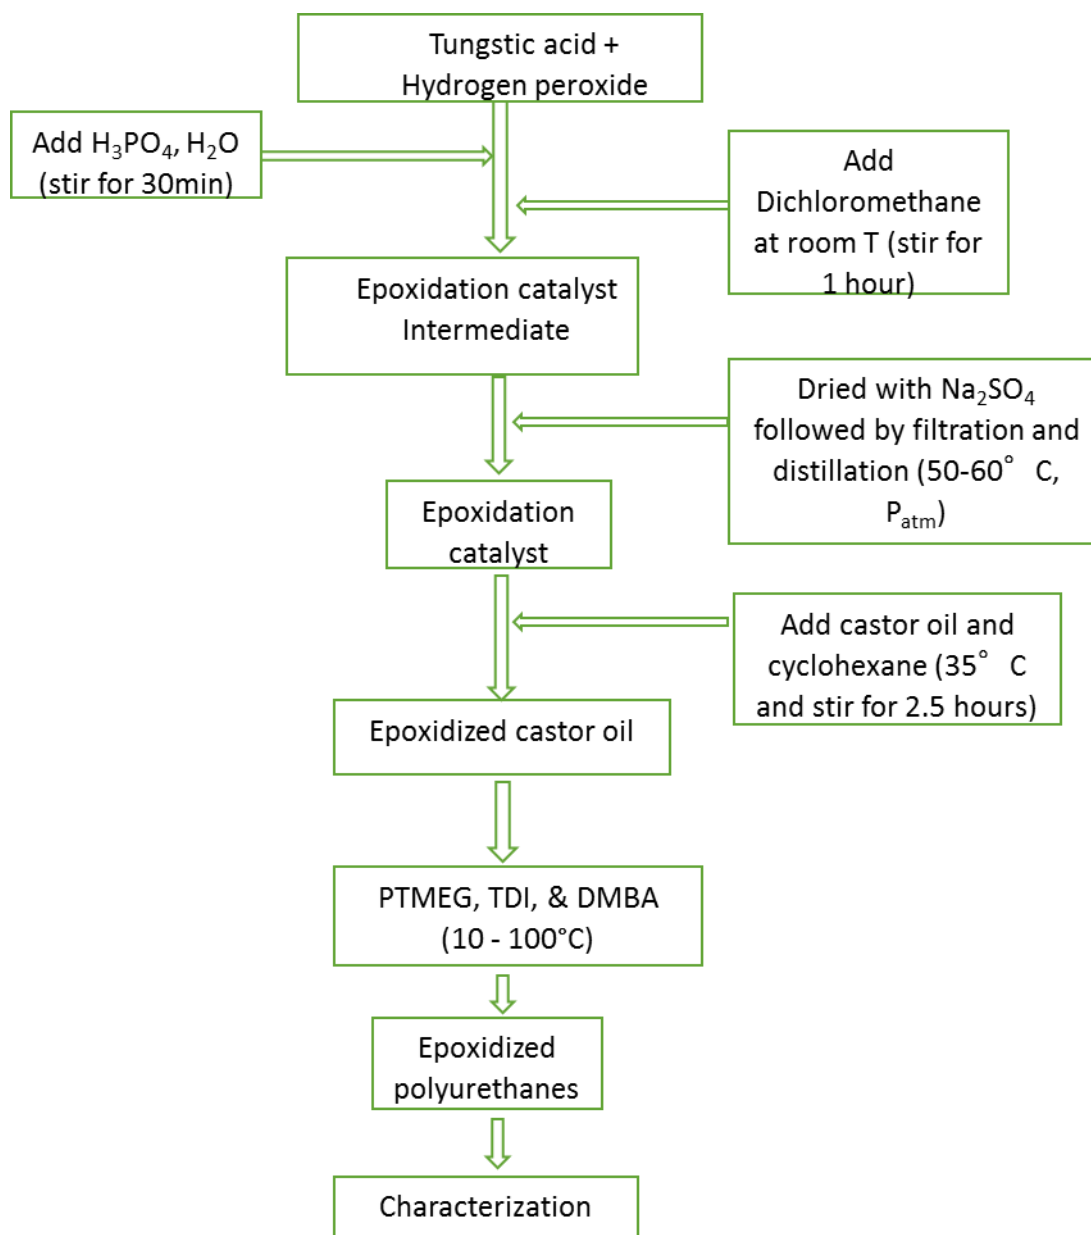 Tungstic acid +
Hydrogen peroxide
Add H₃PO₄, H₂O
(stir for 30min)
Add
Dichloromethane
at room T (stir for
1 hour)
Epoxidation catalyst
Intermediate
Dried with Na₂SO₄
followed by filtration and
distillation (50-60° C,
Pₐₜₘ)
Epoxidation
catalyst
Add castor oil and
cyclohexane (35° C
and stir for 2.5 hours)
Epoxidized castor oil
PTMEG, TDI, & DMBA
(10 - 100°C)
Epoxidized
polyurethanes
Characterization